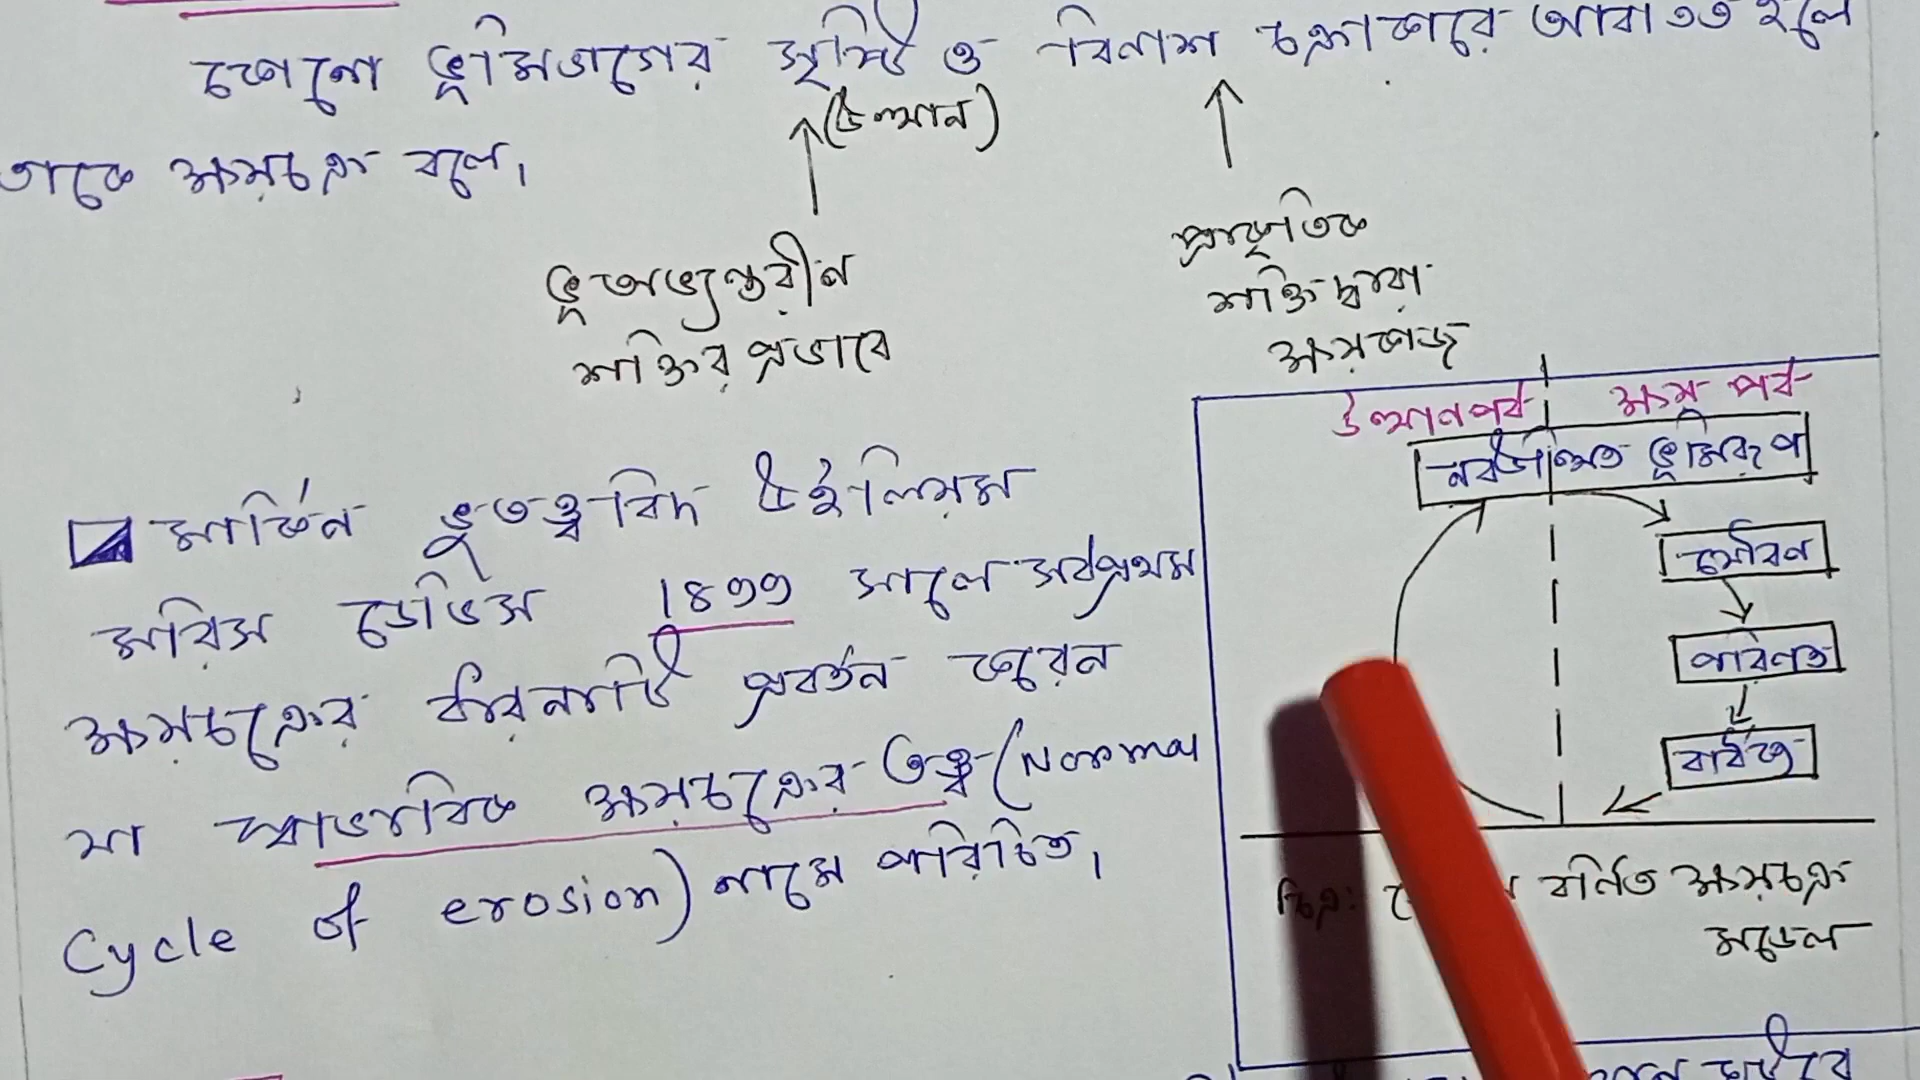 কোনো ভূমিভাগের সৃষ্টি ও বিনাশ চক্রাকারে আবর্তিত হলে
(উত্থান)
তাকে ক্ষয়চক্র বলে।
ভূঅভ্যন্তরীন
শক্তির প্রভাবে
প্রাকৃতিক
শক্তি দ্বারা
ক্ষয়কাজ
মার্কিন ভূতত্ত্ববিদ উইলিয়ম
মরিস ডেভিস 1899 সালে সর্বপ্রথম
ক্ষয়চক্রের ধারনাটি প্রবর্তন করেন
যা স্বাভাবিক ক্ষয়চক্রের তত্ত্ব (Normal
Cycle of erosion) নামে পরিচিত।
উত্থানপর্ব ক্ষয় পর্ব
নবউত্থিত ভূমিরূপ
যৌবন
পরিণত
বার্ধক্য
চিত্র: বর্ণিত ক্ষয়চক্র
মডেল